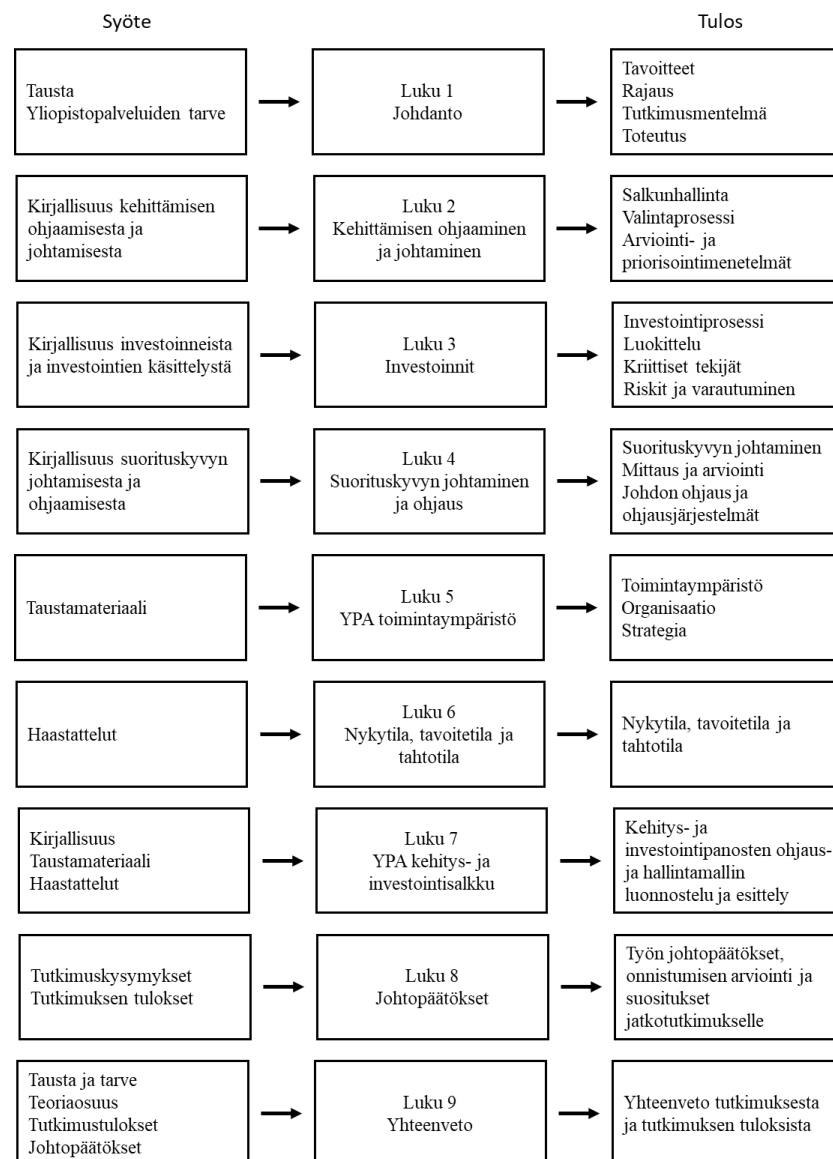 Syöte
Tulos
Tausta
Yliopistopalveluiden tarve
Luku 1
Johdanto
Tavoitteet
Rajaus
Tutkimusmentelmä
Toteutus
Kirjallisuus kehittämisen
ohjaamisesta ja
johtamisesta
Luku 2
Kehittämisen ohjaaminen
ja johtaminen
Salkunhallinta
Valintaprosessi
Arviointi- ja
priorisointimenetelmät
Kirjallisuus investoinneista
ja investointien käsittelystä
Luku 3
Investoinnit
Investointiprosessi
Luokittelu
Kriittiset tekijät
Riskit ja varautuminen
Kirjallisuus suorituskyvyn
johtamisesta ja
ohjaamisesta
Luku 4
Suorituskyvyn johtaminen
ja ohjaus
Suorituskyvyn johtaminen
Mittaus ja arviointi
Johdon ohjaus ja
ohjausjärjestelmät
Taustamateriaali
Luku 5
YPA toimintaympäristö
Toimintaympäristö
Organisaatio
Strategia
Haastattelut
Luku 6
Nykytila, tavoitetila ja
tahtotila
Nykytila, tavoitetila ja
tahtotila
Kirjallisuus
Taustamateriaali
Haastattelut
Luku 7
YPA kehitys- ja
investointisalkku
Kehitys- ja
investointipanosten ohjaus-
ja hallintamallin
luonnostelu ja esittely
Tutkimuskysymykset
Tutkimuksen tulokset
Luku 8
Johtopäätökset
Työn johtopäätökset,
onnistumisen arviointi ja
suositukset
jatkotutkimukselle
Tausta ja tarve
Teoriaosuus
Tutkimustulokset
Johtopäätökset
Luku 9
Yhteenveto
Yhteenveto tutkimuksesta
ja tutkimuksen tuloksista